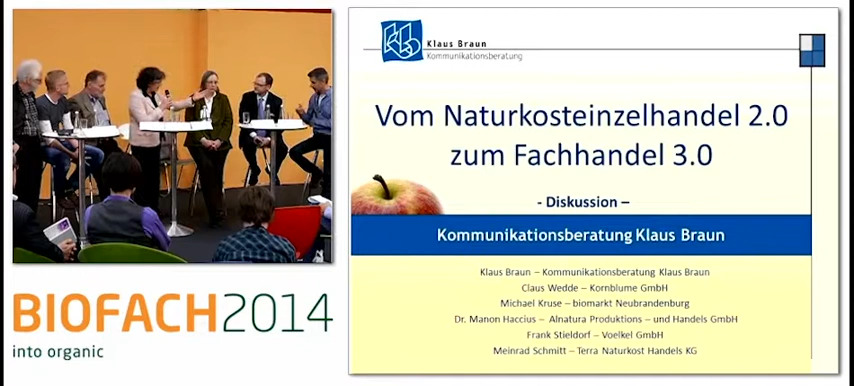 BIOFACH2014
into organic
Klaus Braun
Kommunikationsberatung
Vom Naturkosteinzelhandel 2.0
zum Fachhandel 3.0
- Diskussion –
Kommunikationsberatung Klaus Braun
Klaus Braun – Kommunikationsberatung Klaus Braun
Claus Wedde – Kornblume GmbH
Michael Kruse – biomarkt Neubrandenburg
Dr. Manon Haccius – Alnatura Produktions – und Handels GmbH
Frank Stieldorf – Voelkel GmbH
Meinrad Schmitt – Terra Naturkost Handels KG